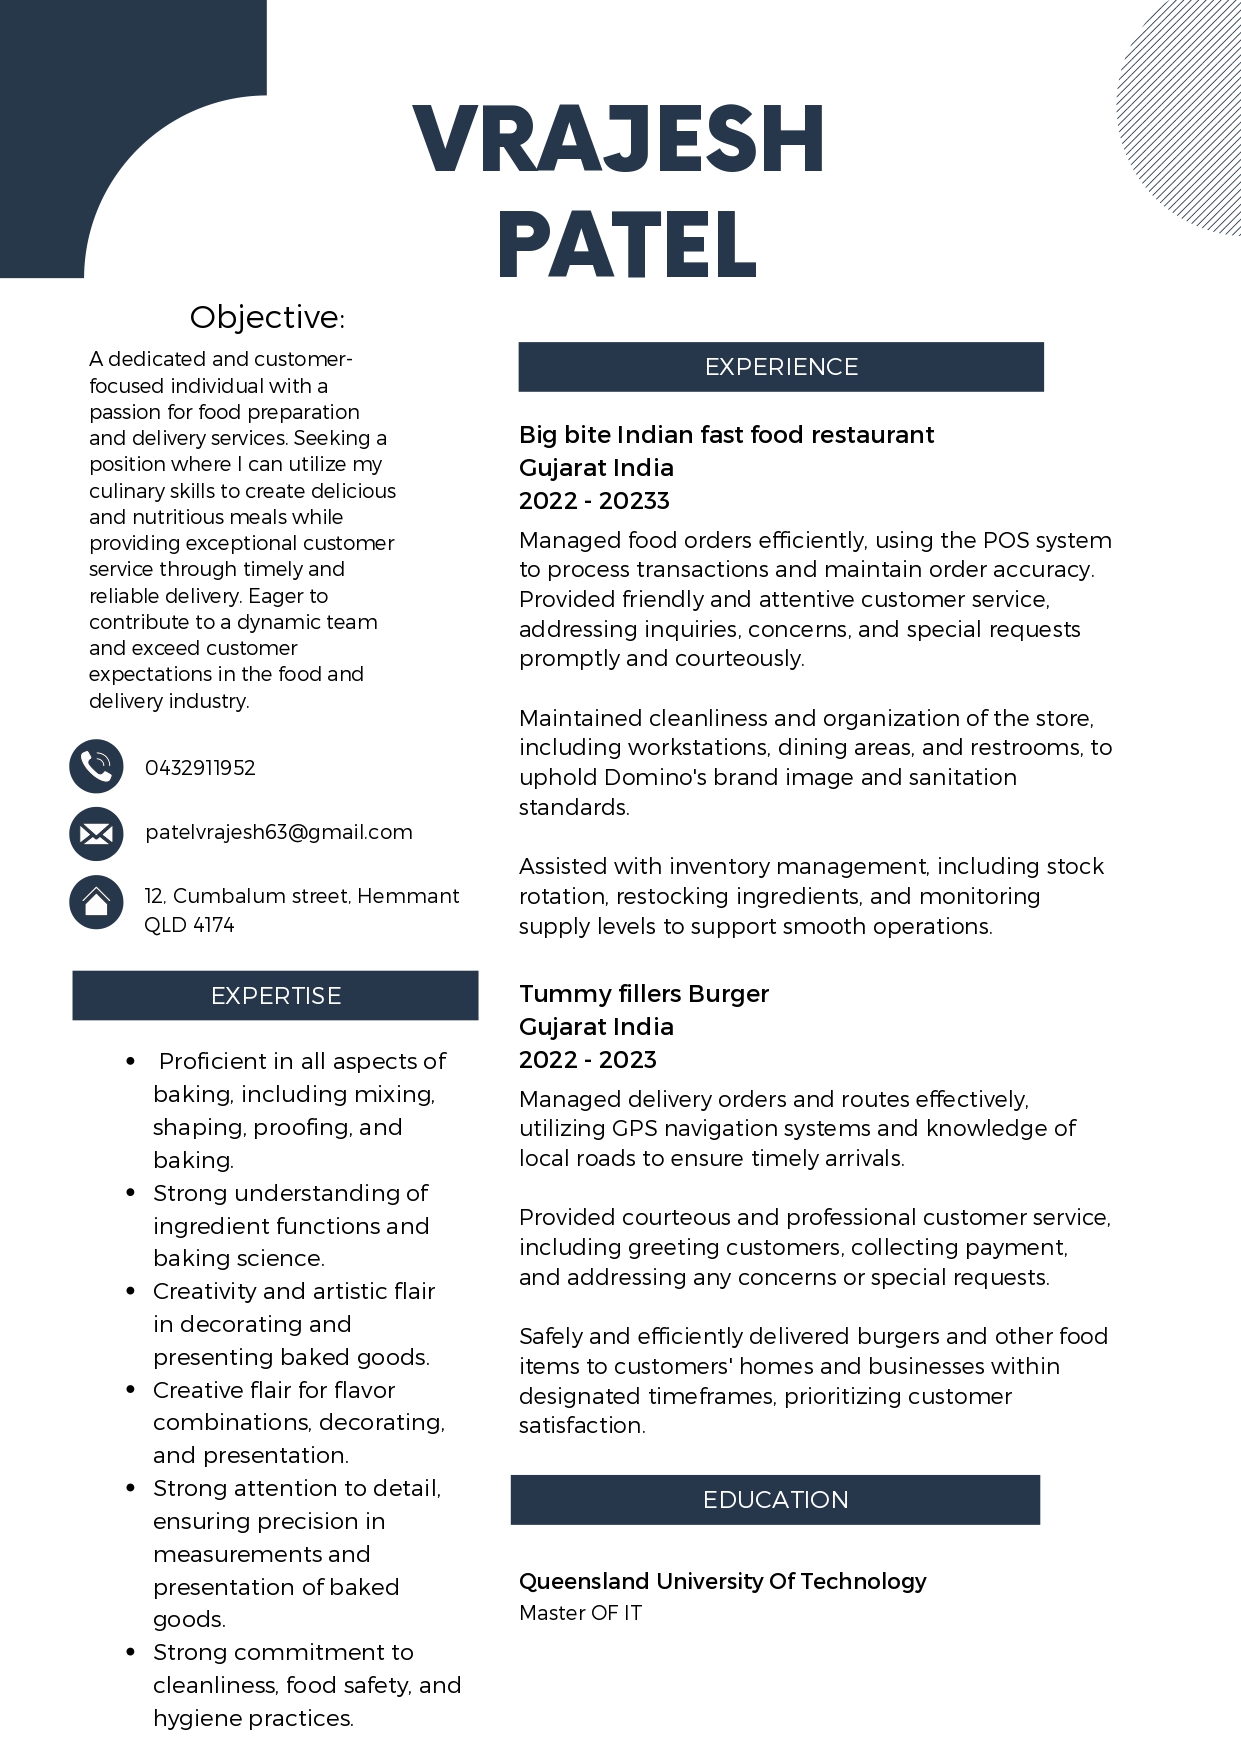 VRAJESH
PATEL
Objective:
A dedicated and customer-
focused individual with a
passion for food preparation
and delivery services. Seeking a
position where I can utilize my
culinary skills to create delicious
and nutritious meals while
providing exceptional customer
service through timely and
reliable delivery. Eager to
contribute to a dynamic team
and exceed customer
expectations in the food and
delivery industry.
0432911952
patelvrajesh63@gmail.com
12, Cumbalum street, Hemmant
QLD 4174
EXPERTISE
• Proficient in all aspects of
baking, including mixing,
shaping, proofing, and
baking.
• Strong understanding of
ingredient functions and
baking science.
• Creativity and artistic flair
in decorating and
presenting baked goods.
• Creative flair for flavor
combinations, decorating,
and presentation.
• Strong attention to detail,
ensuring precision in
measurements and
presentation of baked
goods.
• Strong commitment to
cleanliness, food safety, and
hygiene practices.
EXPERIENCE
Big bite Indian fast food restaurant
Gujarat India
2022 - 20233
Managed food orders efficiently, using the POS system
to process transactions and maintain order accuracy.
Provided friendly and attentive customer service,
addressing inquiries, concerns, and special requests
promptly and courteously.
Maintained cleanliness and organization of the store,
including workstations, dining areas, and restrooms, to
uphold Domino's brand image and sanitation
standards.
Assisted with inventory management, including stock
rotation, restocking ingredients, and monitoring
supply levels to support smooth operations.
Tummy fillers Burger
Gujarat India
2022 - 2023
Managed delivery orders and routes effectively,
utilizing GPS navigation systems and knowledge of
local roads to ensure timely arrivals.
Provided courteous and professional customer service,
including greeting customers, collecting payment,
and addressing any concerns or special requests.
Safely and efficiently delivered burgers and other food
items to customers' homes and businesses within
designated timeframes, prioritizing customer
satisfaction.
EDUCATION
Queensland University Of Technology
Master OF IT